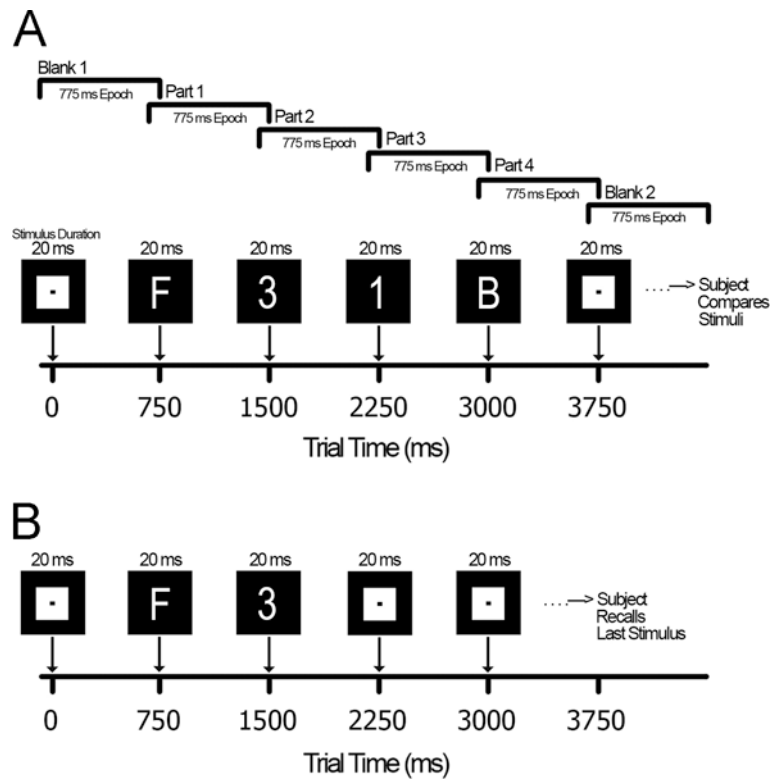 A
Blank 1
775 ms Epoch
Part 1
775 ms Epoch
Part 2
775 ms Epoch
Part 3
775 ms Epoch
Part 4
775 ms Epoch
Blank 2
775 ms Epoch
Stimulus Duration
20 ms 20 ms 20 ms 20 ms 20 ms 20 ms
F 3 1 B
....> Subject
Compares
Stimuli
0 750 1500 2250 3000 3750
Trial Time (ms)
B
20 ms 20 ms 20 ms 20 ms 20 ms
F 3
....> Subject
Recalls
Last Stimulus
0 750 1500 2250 3000 3750
Trial Time (ms)